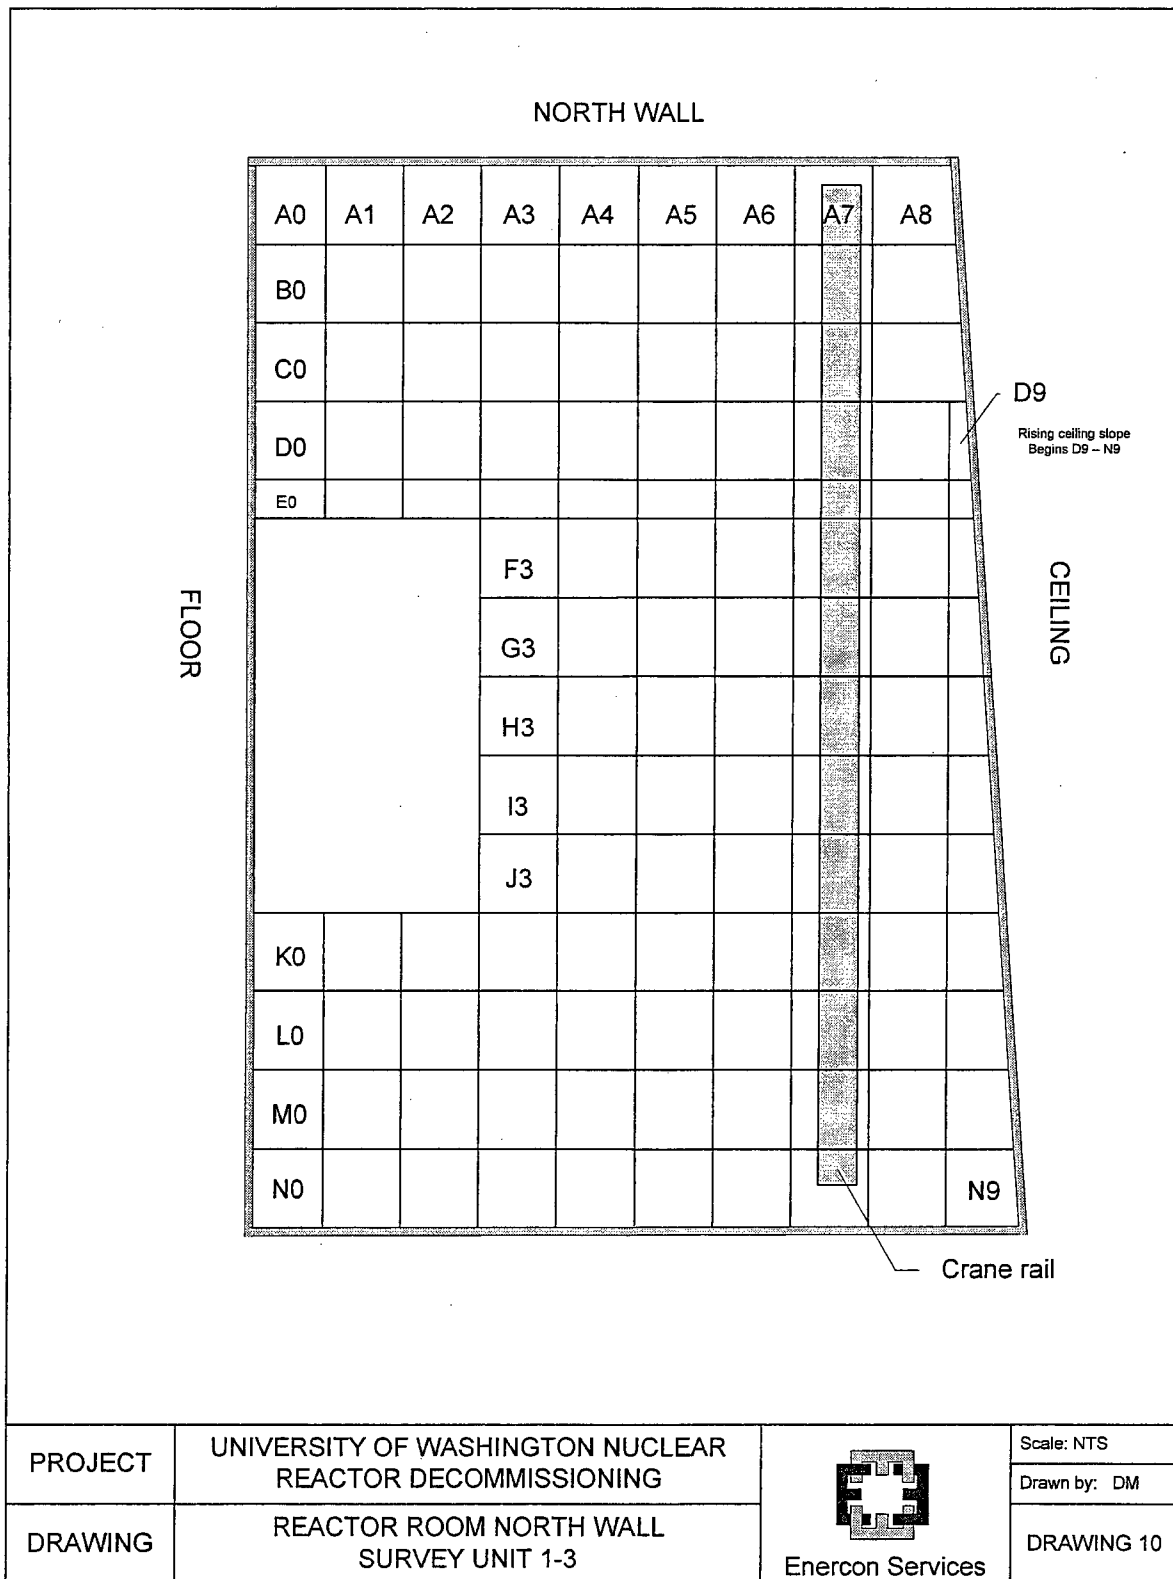 NORTH WALL
A0 A1 A2 A3 A4 A5 A6 A7 A8
B0
C0
D9
Rising ceiling slope
Begins D9 – N9
D0
E0
F3
FLOOR
CEILING
G3
H3
I3
J3
K0
L0
M0
N0 N9
Crane rail
PROJECT
UNIVERSITY OF WASHINGTON NUCLEAR
REACTOR DECOMMISSIONING
DRAWING
REACTOR ROOM NORTH WALL
SURVEY UNIT 1-3
Enercon Services
Scale: NTS
Drawn by: DM
DRAWING 10